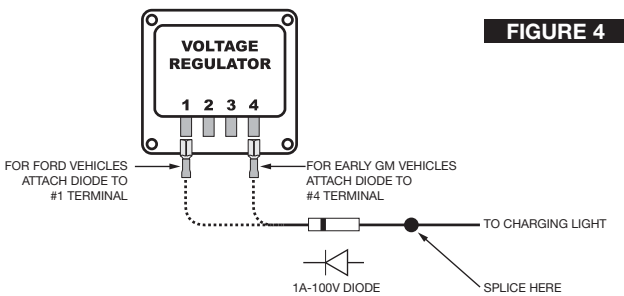 FIGURE 4
VOLTAGE
REGULATOR
1 2 3 4
FOR FORD VEHICLES
ATTACH DIODE TO
#1 TERMINAL
FOR EARLY GM VEHICLES
ATTACH DIODE TO
#4 TERMINAL
TO CHARGING LIGHT
1A-100V DIODE
SPLICE HERE